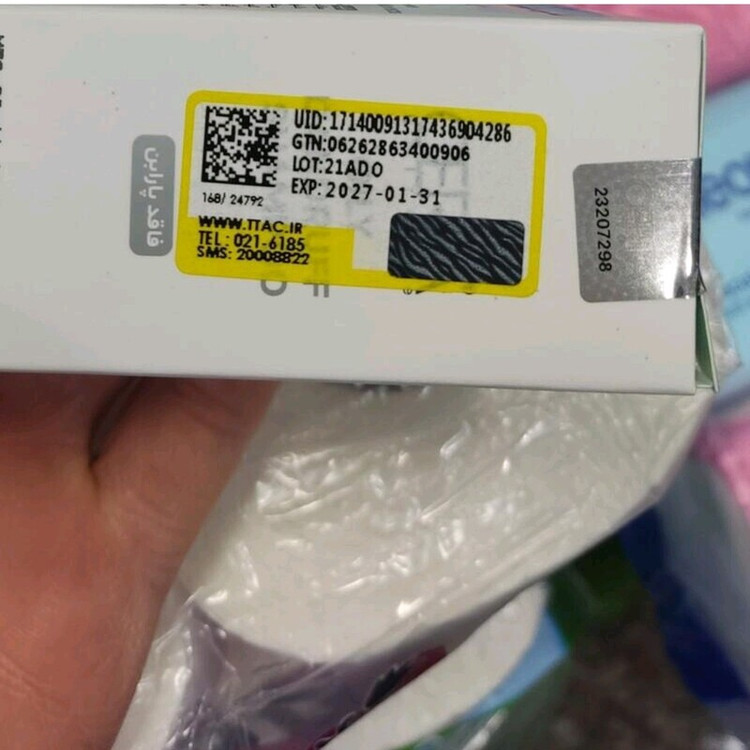 UID:17140091317436904286
GTN:06262863400906
LOT:21ADO
EXP: 2027-01-31
168/ 24792
WWW.TTAC.IR
TEL: 021-6185
SMS: 20008822
فاقد پارابن
23207298